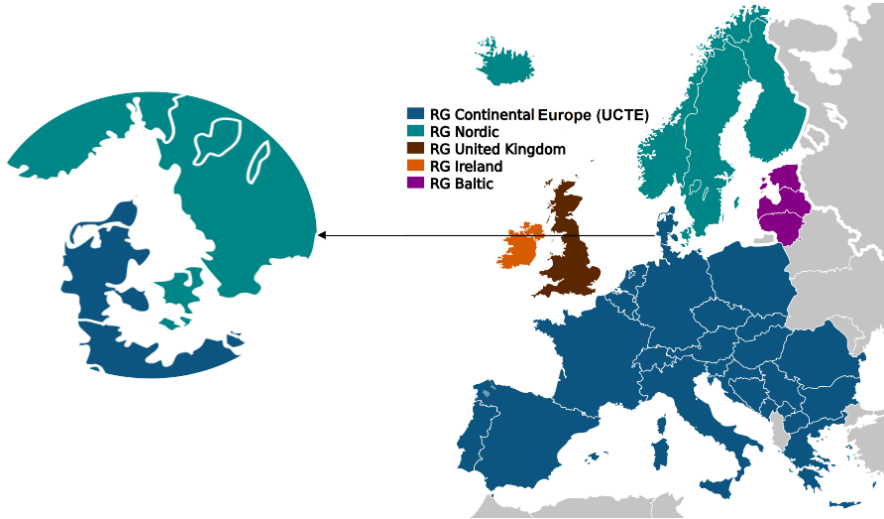 RG Continental Europe (UCTE)
RG Nordic
RG United Kingdom
RG Ireland
RG Baltic